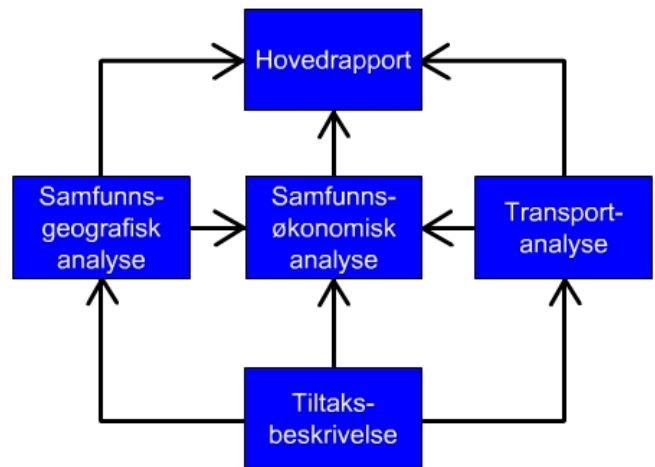 Hovedrapport
Samfunns-
geografisk
analyse
Samfunns-
økonomisk
analyse
Transport-
analyse
Tiltaks-
beskrivelse